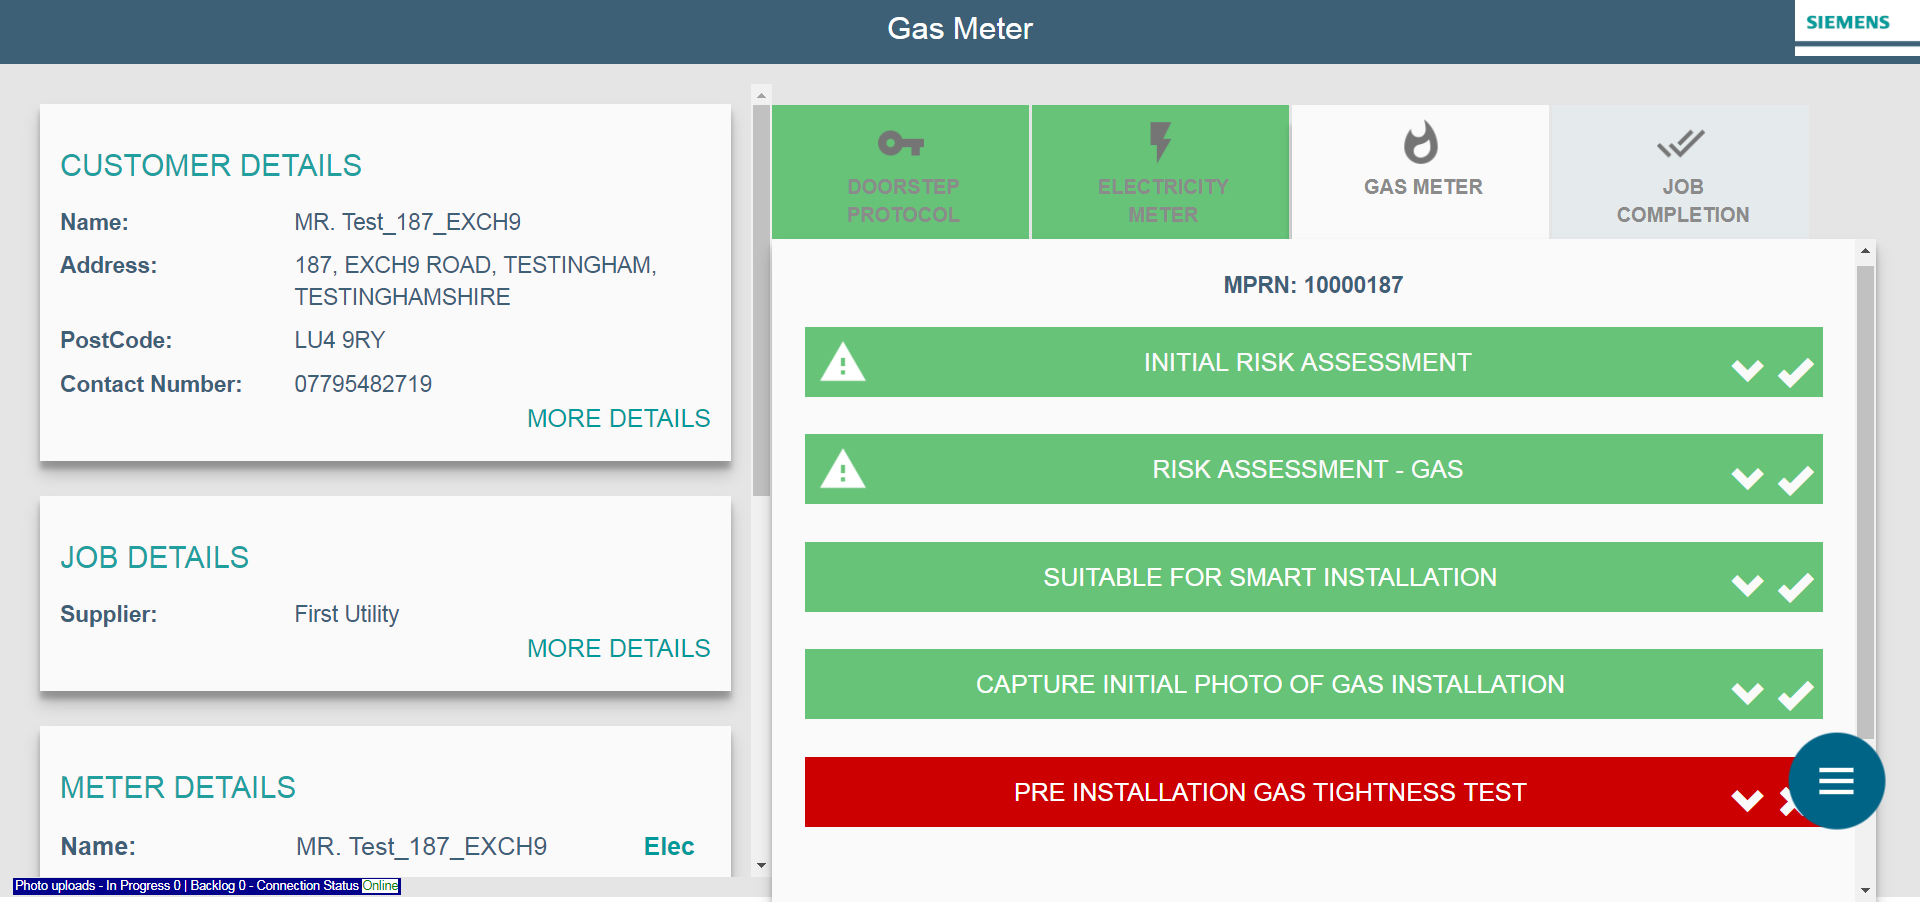 Gas Meter
SIEMENS
CUSTOMER DETAILS
Name: MR. Test_187_EXCH9
Address: 187, EXCH9 ROAD, TESTINGHAM,
TESTINGHAMSHIRE
PostCode: LU4 9RY
Contact Number: 07795482719
MORE DETAILS
JOB DETAILS
Supplier: First Utility
MORE DETAILS
METER DETAILS
Name: MR. Test_187_EXCH9 Elec
Photo uploads - In Progress 0 | Backlog 0 - Connection Status Online
DOORSTEP
PROTOCOL
ELECTRICITY
METER
GAS METER
JOB
COMPLETION
MPRN: 10000187
INITIAL RISK ASSESSMENT
RISK ASSESSMENT - GAS
SUITABLE FOR SMART INSTALLATION
CAPTURE INITIAL PHOTO OF GAS INSTALLATION
PRE INSTALLATION GAS TIGHTNESS TEST